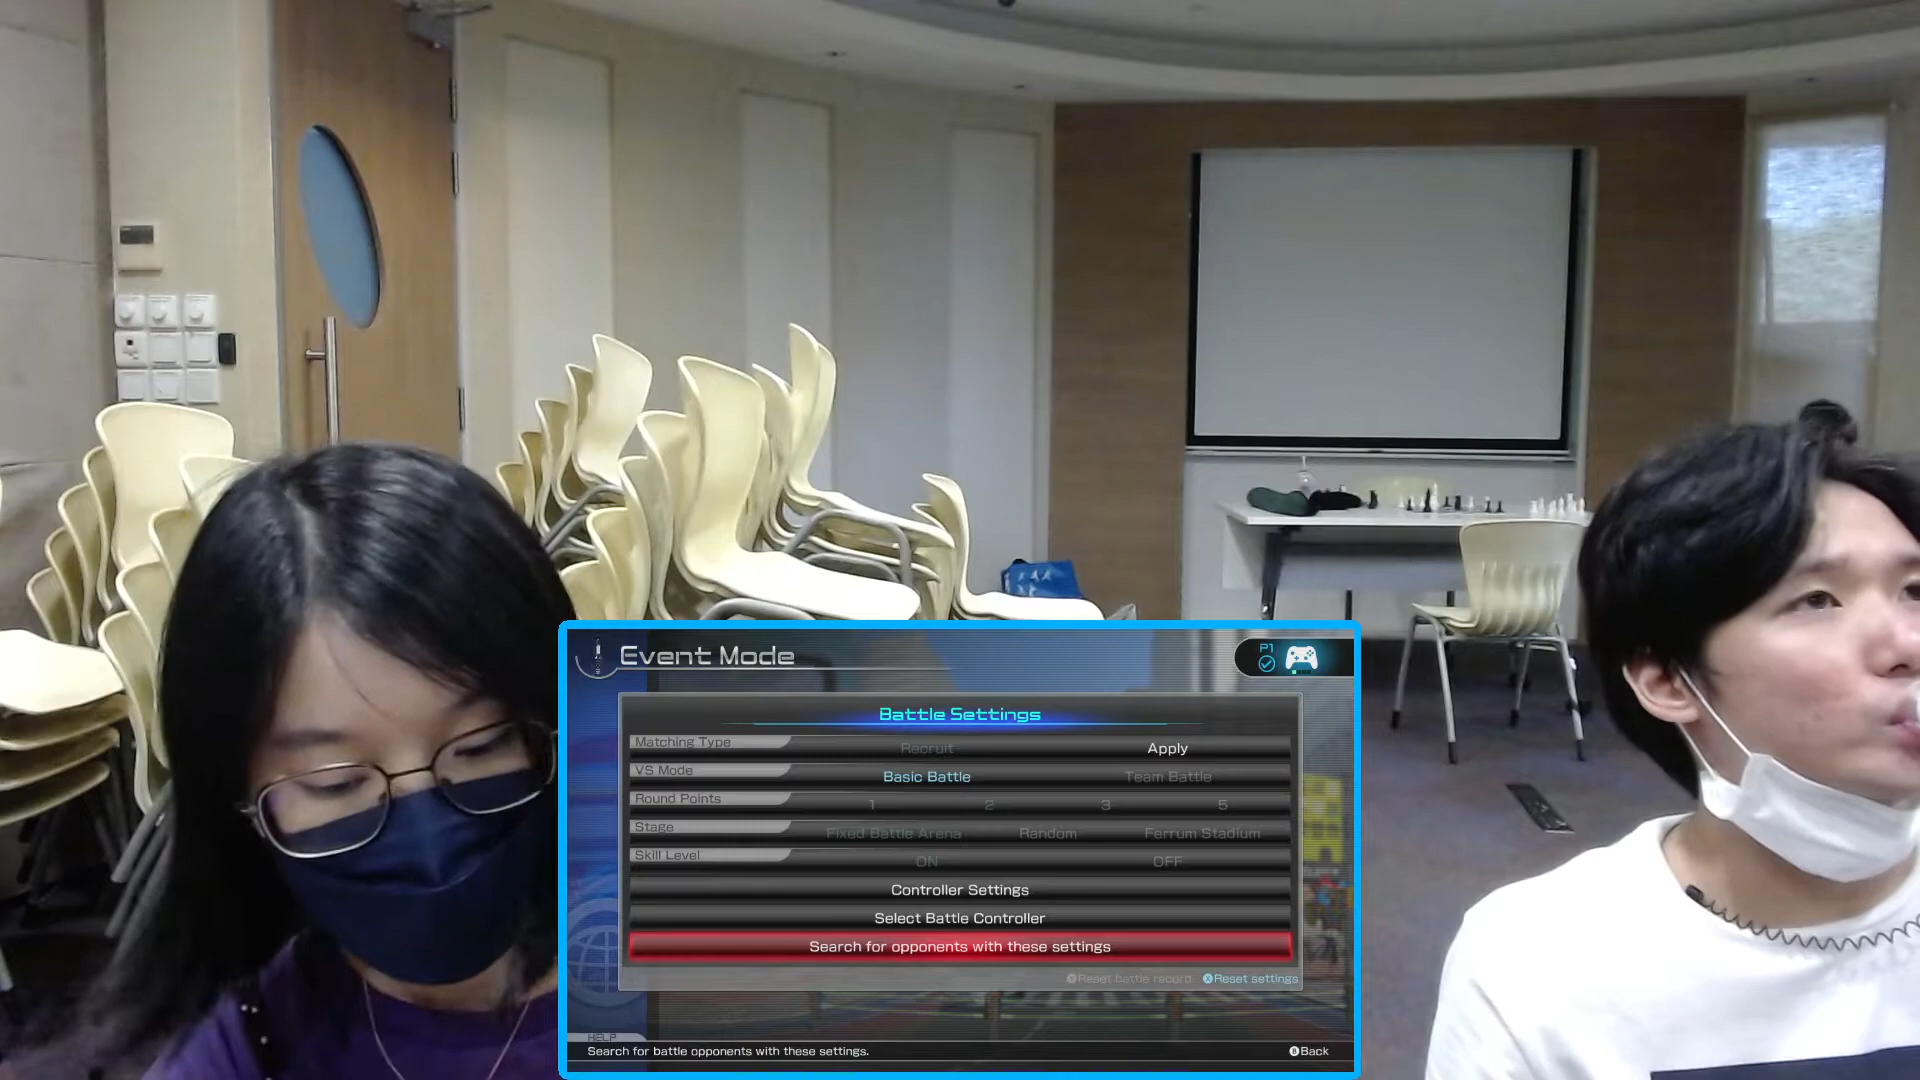 Event Mode
P1
Battle Settings
Matching Type Recruit Apply
VS Mode Basic Battle Team Battle
Round Points 1 2 3 5
Stage Fixed Battle Arena Random Ferrum Stadium
Skill Level ON OFF
Controller Settings
Select Battle Controller
Search for opponents with these settings
Reset battle record Reset settings
HELP
Search for battle opponents with these settings. Back